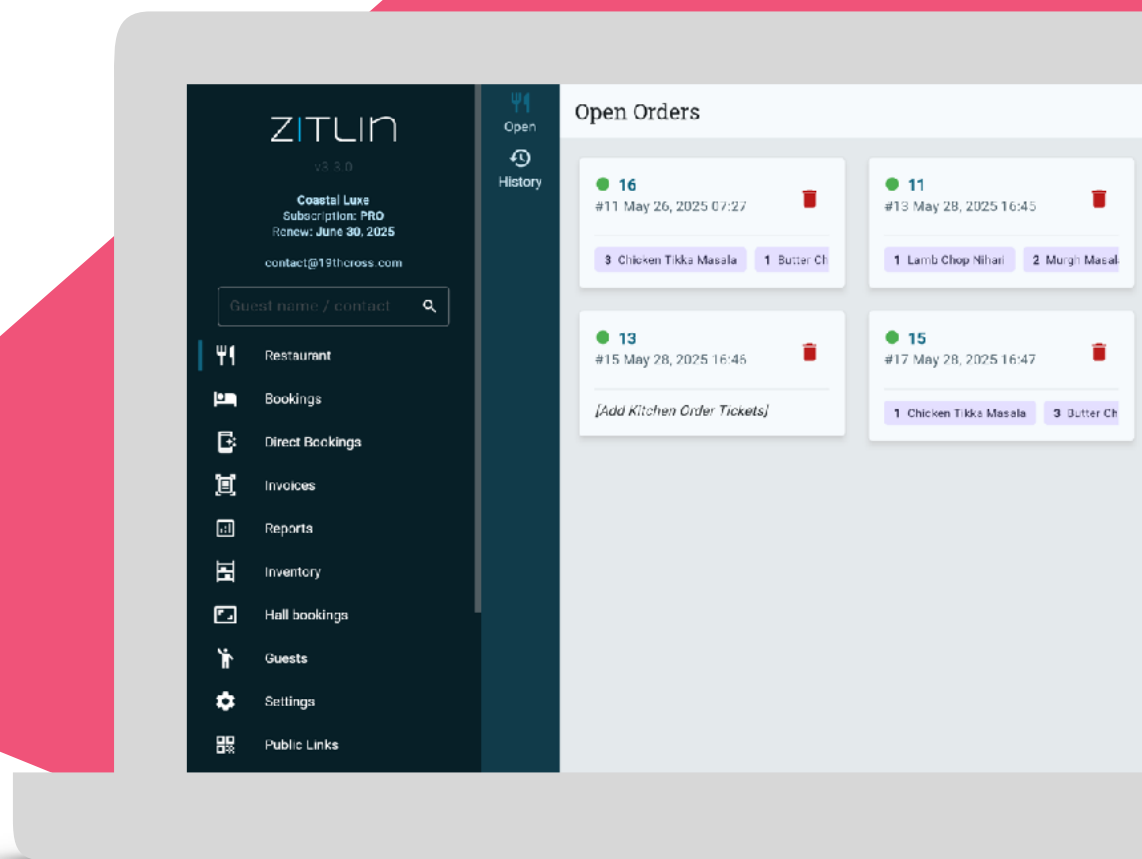 ZITLIN
v3.3.0
Coastal Luxe
Subscription: PRO
Renew: June 30, 2025
contact@19thcross.com
Guest name / contact
Restaurant
Bookings
Direct Bookings
Invoices
Reports
Inventory
Hall bookings
Guests
Settings
Public Links
Open
History
Open Orders
16
#11 May 26, 2025 07:27
3 Chicken Tikka Masala 1 Butter Ch
11
#13 May 28, 2025 16:45
1 Lamb Chop Nihari 2 Murgh Masal
13
#15 May 28, 2025 16:46
[Add Kitchen Order Tickets]
15
#17 May 28, 2025 16:47
1 Chicken Tikka Masala 3 Butter Ch